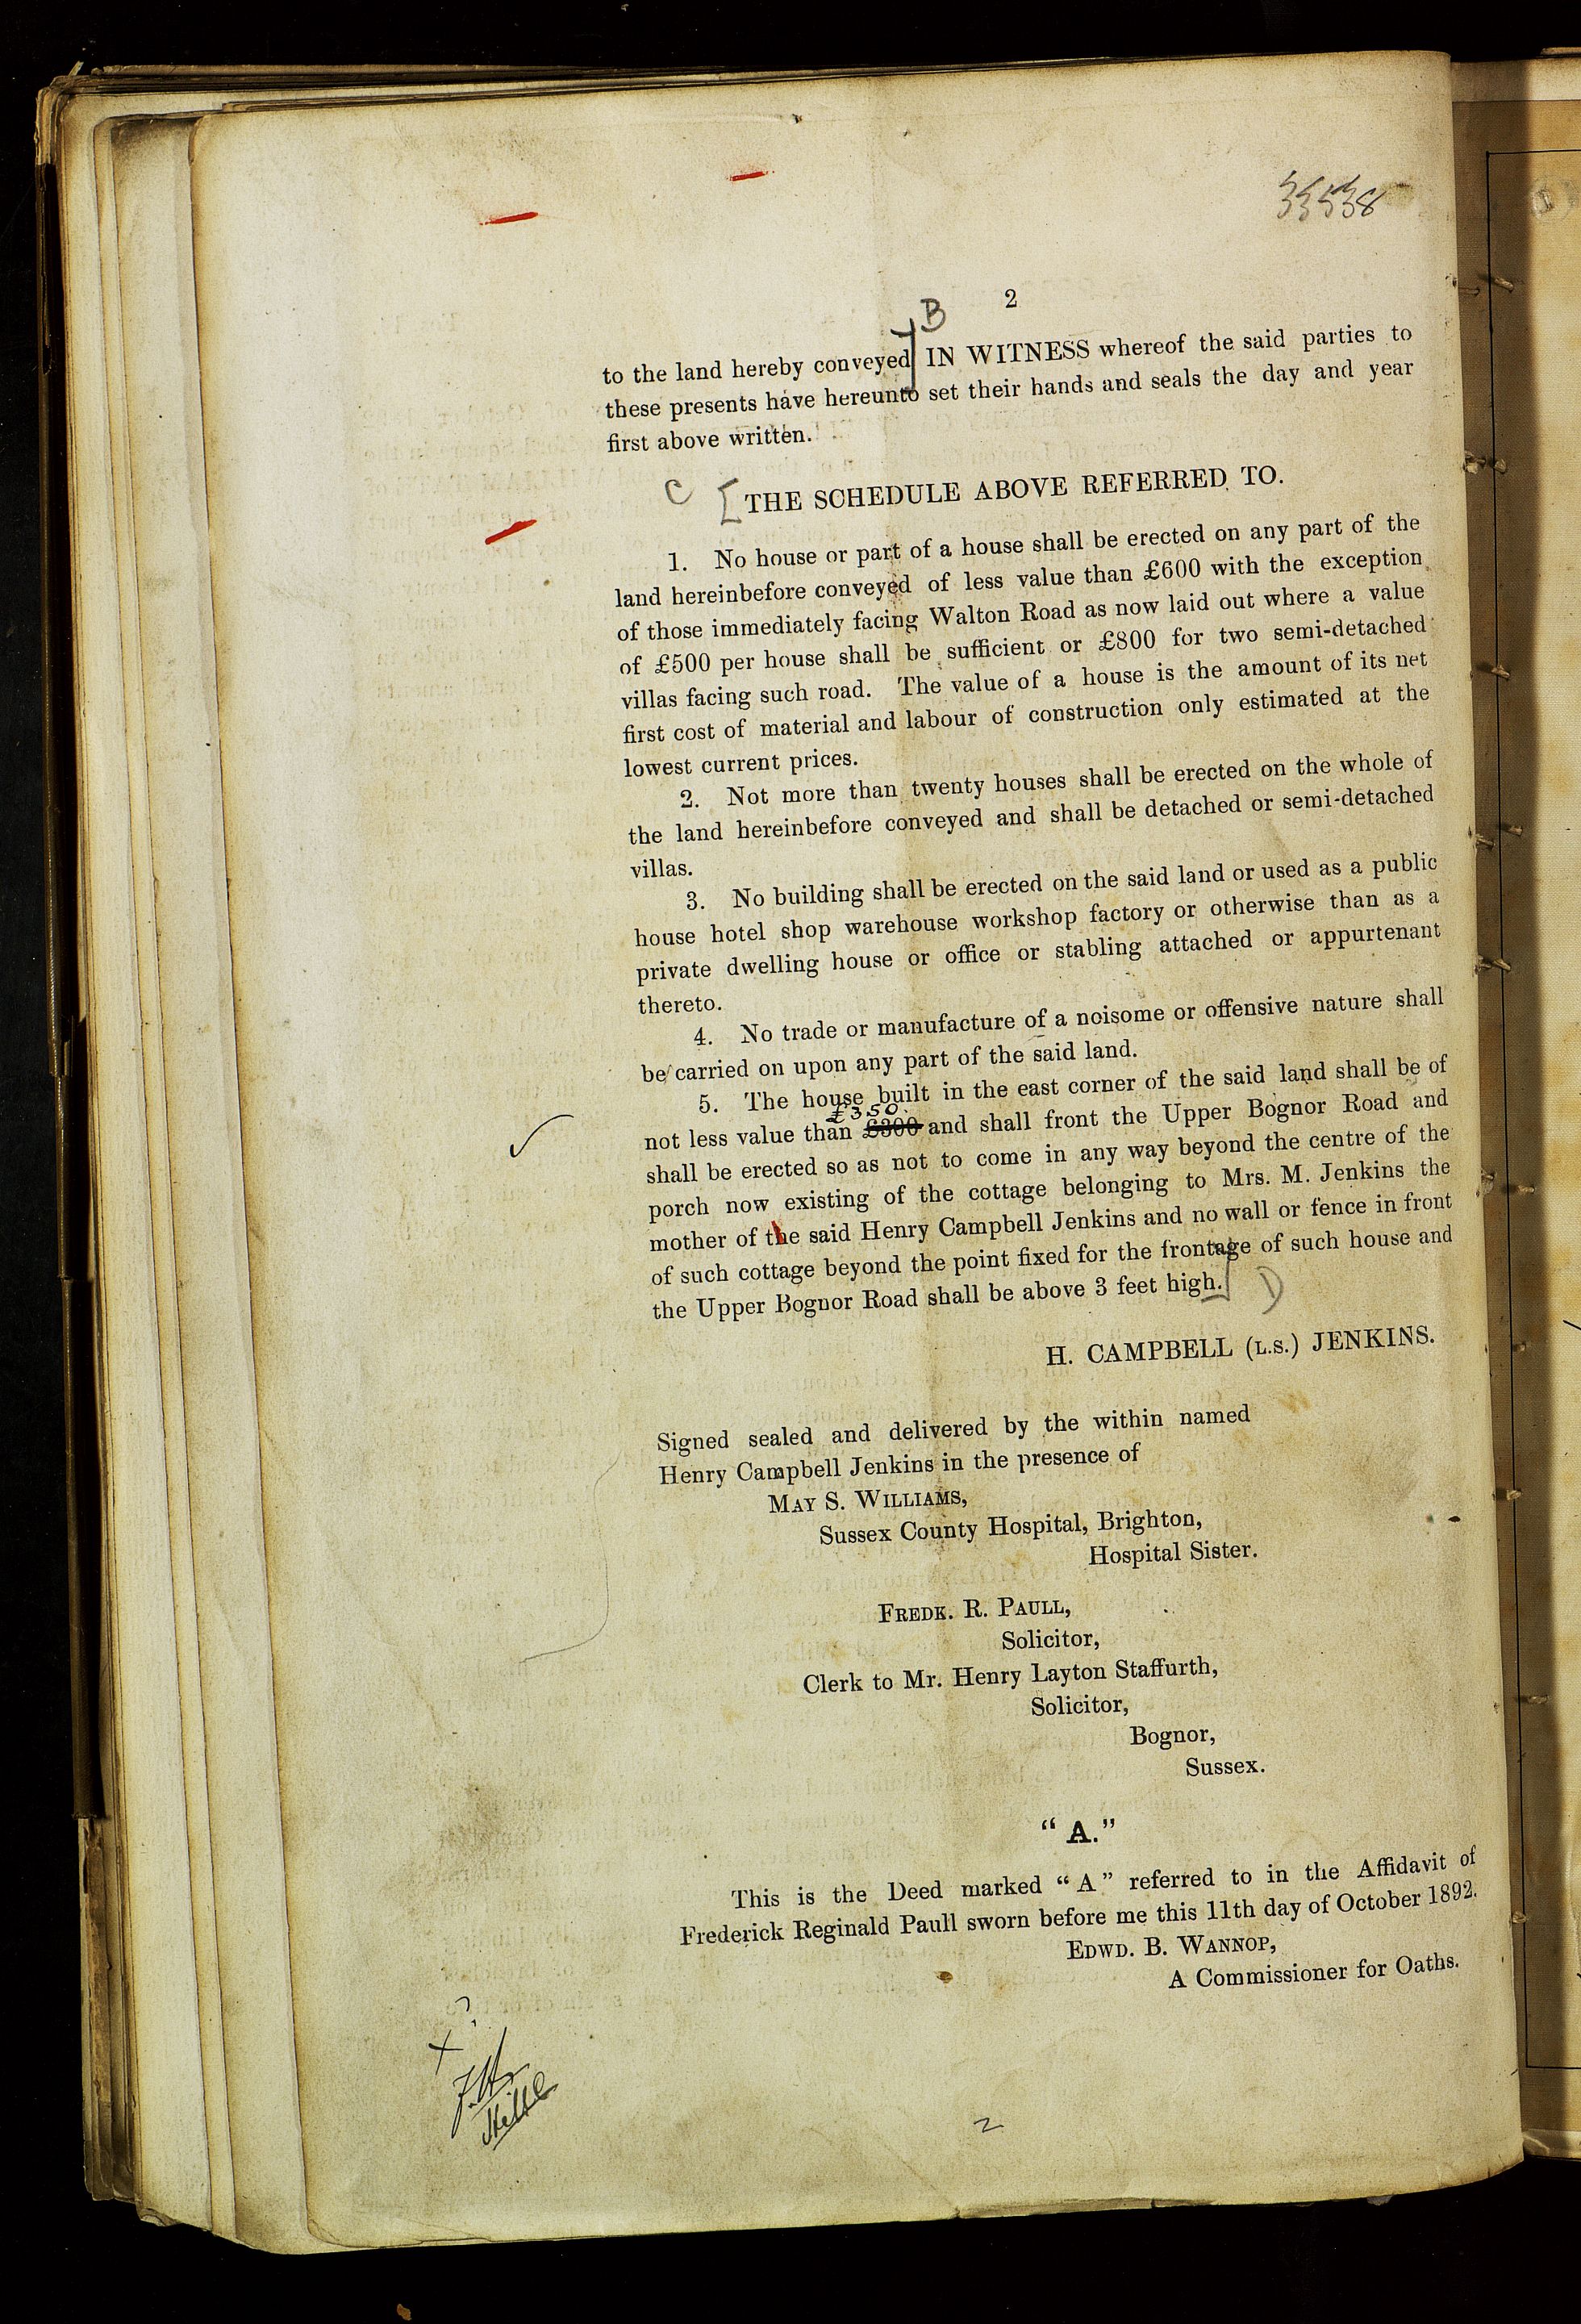 33538
2
B
to the land hereby conveyed] IN WITNESS whereof the said parties to
these presents have hereunto set their hands and seals the day and year
first above written.
C [THE SCHEDULE ABOVE REFERRED TO.
1. No house or part of a house shall be erected on any part of the
land hereinbefore conveyed of less value than £600 with the exception
of those immediately facing Walton Road as now laid out where a value
of £500 per house shall be sufficient or £800 for two semi-detached
villas facing such road. The value of a house is the amount of its net
first cost of material and labour of construction only estimated at the
lowest current prices.
2. Not more than twenty houses shall be erected on the whole of
the land hereinbefore conveyed and shall be detached or semi-detached
villas.
3. No building shall be erected on the said land or used as a public
house hotel shop warehouse workshop factory or otherwise than as a
private dwelling house or office or stabling attached or appurtenant
thereto.
4. No trade or manufacture of a noisome or offensive nature shall
be carried on upon any part of the said land.
5. The house built in the east corner of the said land shall be of
£350.
not less value than £300 and shall front the Upper Bognor Road and
shall be erected so as not to come in any way beyond the centre of the
porch now existing of the cottage belonging to Mrs. M. Jenkins the
mother of the said Henry Campbell Jenkins and no wall or fence in front
of such cottage beyond the point fixed for the frontage of such house and
the Upper Bognor Road shall be above 3 feet high.] D
H. CAMPBELL (L.S.) JENKINS.
Signed sealed and delivered by the within named
Henry Campbell Jenkins in the presence of
MAY S. WILLIAMS,
Sussex County Hospital, Brighton,
Hospital Sister.
FREDK. R. PAULL,
Solicitor,
Clerk to Mr. Henry Layton Staffurth,
Solicitor,
Bognor,
Sussex.
“ A.”
This is the Deed marked “ A ” referred to in the Affidavit of
Frederick Reginald Paull sworn before me this 11th day of October 1892.
EDWD. B. WANNOP,
A Commissioner for Oaths.
x ?
2